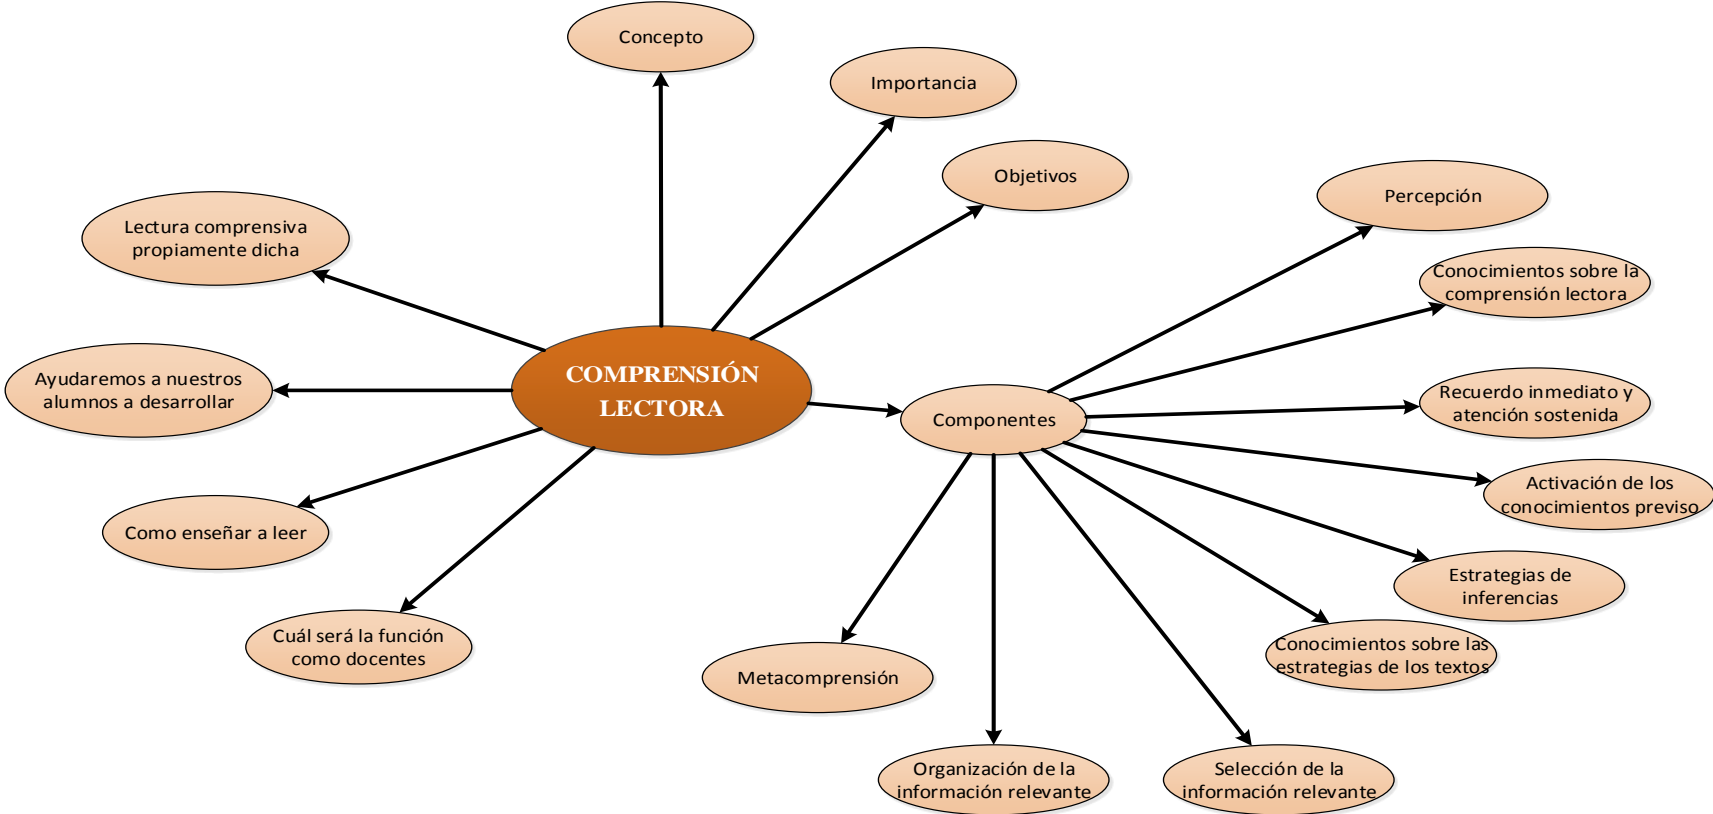 Concepto
Importancia
Objetivos
Percepción
Lectura comprensiva
propiamente dicha
Conocimientos sobre la
comprensión lectora
COMPRENSIÓN
LECTORA
Ayudaremos a nuestros
alumnos a desarrollar
Componentes
Recuerdo inmediato y
atención sostenida
Activación de los
conocimientos previso
Como enseñar a leer
Estrategias de
inferencias
Cuál será la función
como docentes
Conocimientos sobre las
estrategias de los textos
Metacomprensión
Organización de la
información relevante
Selección de la
información relevante